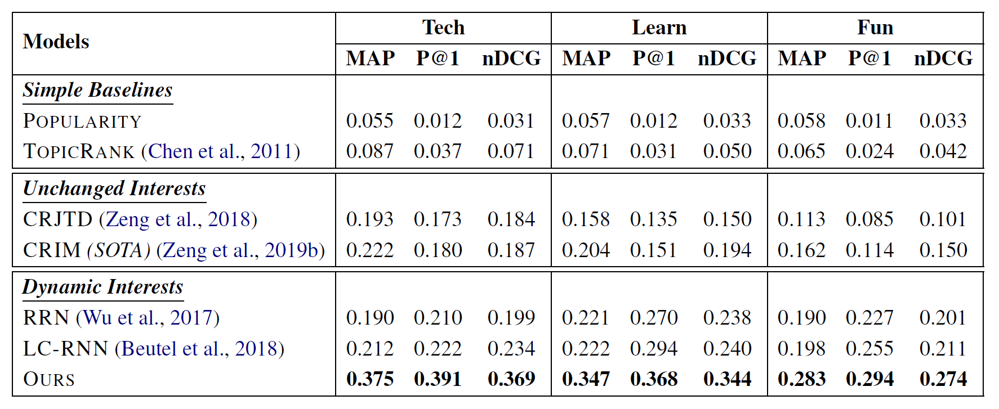 Models Tech Learn Fun
MAP P@1 nDCG MAP P@1 nDCG MAP P@1 nDCG
Simple Baselines
POPULARITY 0.055 0.012 0.031 0.057 0.012 0.033 0.058 0.011 0.033
TOPICRANK (Chen et al., 2011) 0.087 0.037 0.071 0.071 0.031 0.050 0.065 0.024 0.042
Unchanged Interests
CRJTD (Zeng et al., 2018) 0.193 0.173 0.184 0.158 0.135 0.150 0.113 0.085 0.101
CRIM (SOTA) (Zeng et al., 2019b) 0.222 0.180 0.187 0.204 0.151 0.194 0.162 0.114 0.150
Dynamic Interests
RRN (Wu et al., 2017) 0.190 0.210 0.199 0.221 0.270 0.238 0.190 0.227 0.201
LC-RNN (Beutel et al., 2018) 0.212 0.222 0.234 0.222 0.294 0.240 0.198 0.255 0.211
OURS 0.375 0.391 0.369 0.347 0.368 0.344 0.283 0.294 0.274